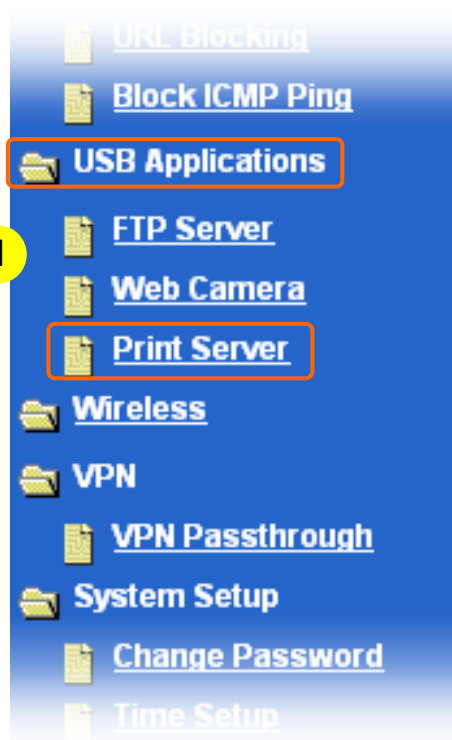 URL Blocking
Block ICMP Ping
USB Applications
FTP Server
Web Camera
Print Server
Wireless
VPN
VPN Passthrough
System Setup
Change Password
Time Setup